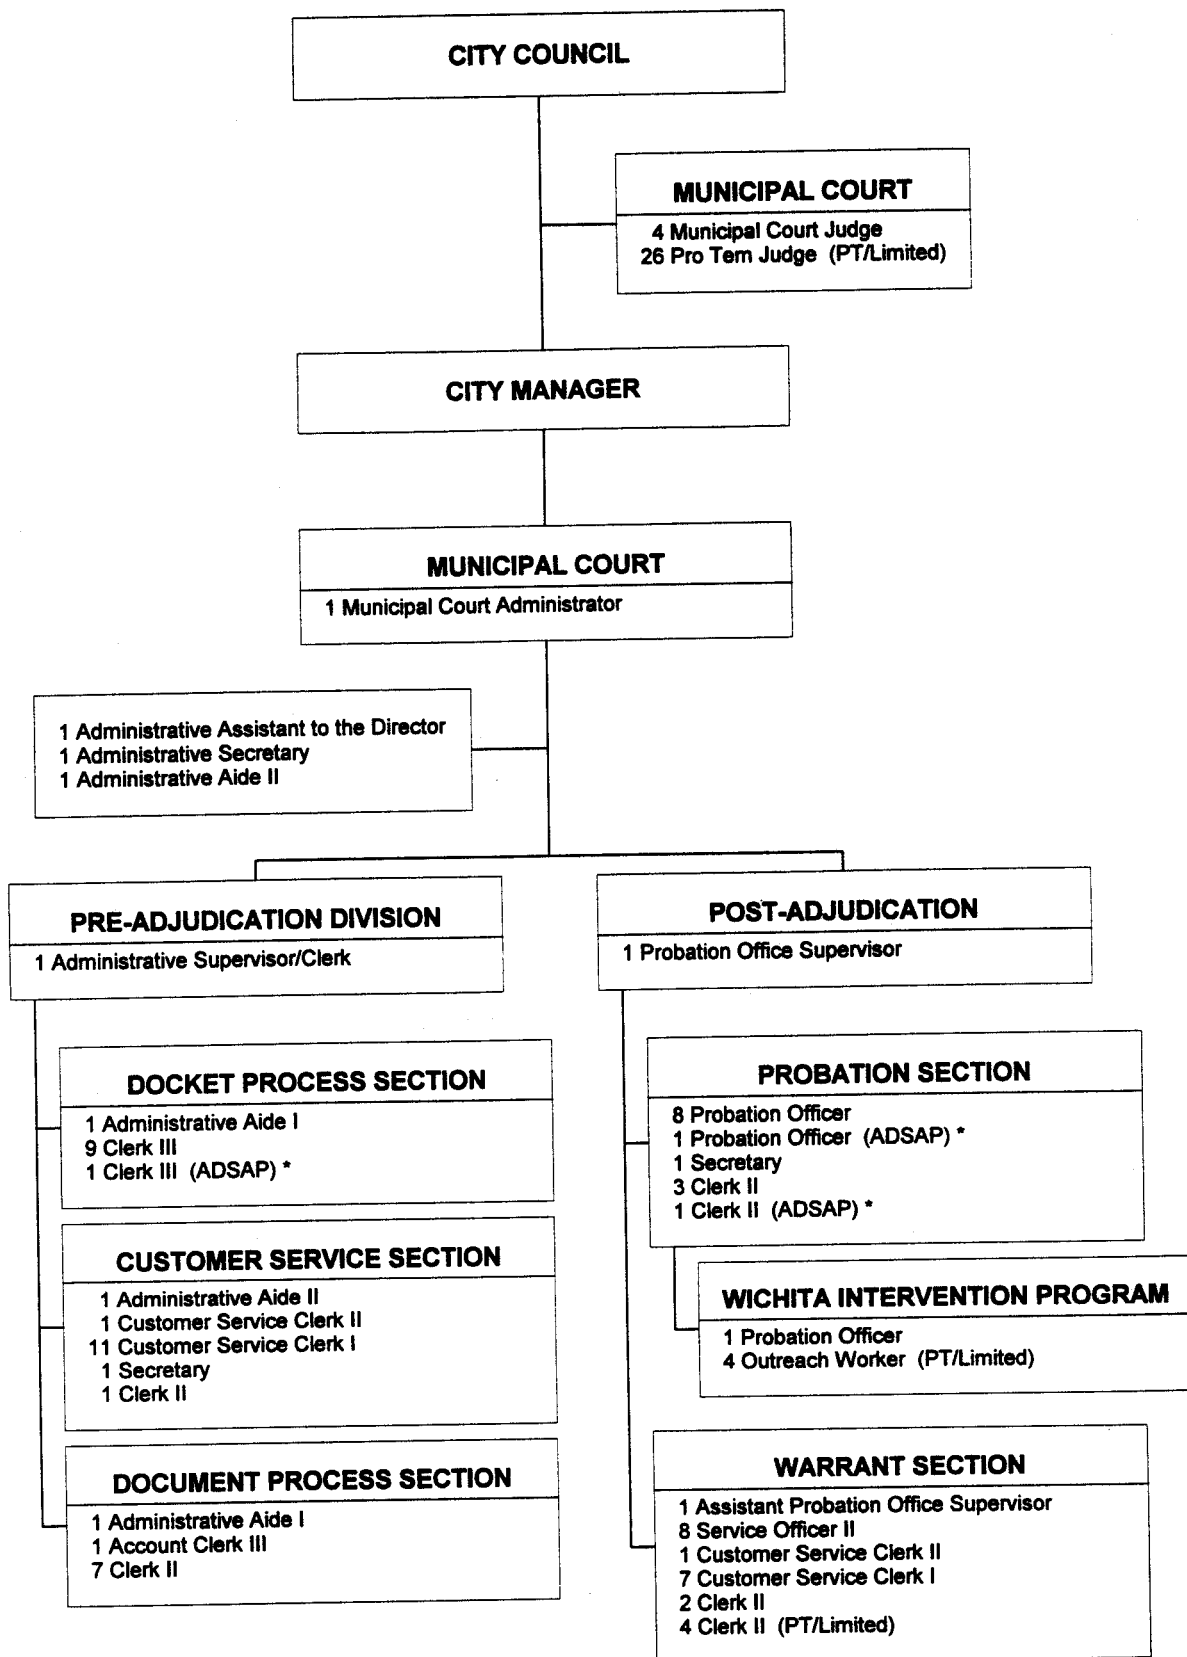 CITY COUNCIL
MUNICIPAL COURT
4 Municipal Court Judge
26 Pro Tem Judge (PT/Limited)
CITY MANAGER
MUNICIPAL COURT
1 Municipal Court Administrator
1 Administrative Assistant to the Director
1 Administrative Secretary
1 Administrative Aide II
PRE-ADJUDICATION DIVISION
1 Administrative Supervisor/Clerk
DOCKET PROCESS SECTION
1 Administrative Aide I
9 Clerk III
1 Clerk III (ADSAP) *
CUSTOMER SERVICE SECTION
1 Administrative Aide II
1 Customer Service Clerk II
11 Customer Service Clerk I
1 Secretary
1 Clerk II
DOCUMENT PROCESS SECTION
1 Administrative Aide I
1 Account Clerk III
7 Clerk II
POST-ADJUDICATION
1 Probation Office Supervisor
PROBATION SECTION
8 Probation Officer
1 Probation Officer (ADSAP) *
1 Secretary
3 Clerk II
1 Clerk II (ADSAP) *
WICHITA INTERVENTION PROGRAM
1 Probation Officer
4 Outreach Worker (PT/Limited)
WARRANT SECTION
1 Assistant Probation Office Supervisor
8 Service Officer II
1 Customer Service Clerk II
7 Customer Service Clerk I
2 Clerk II
4 Clerk II (PT/Limited)